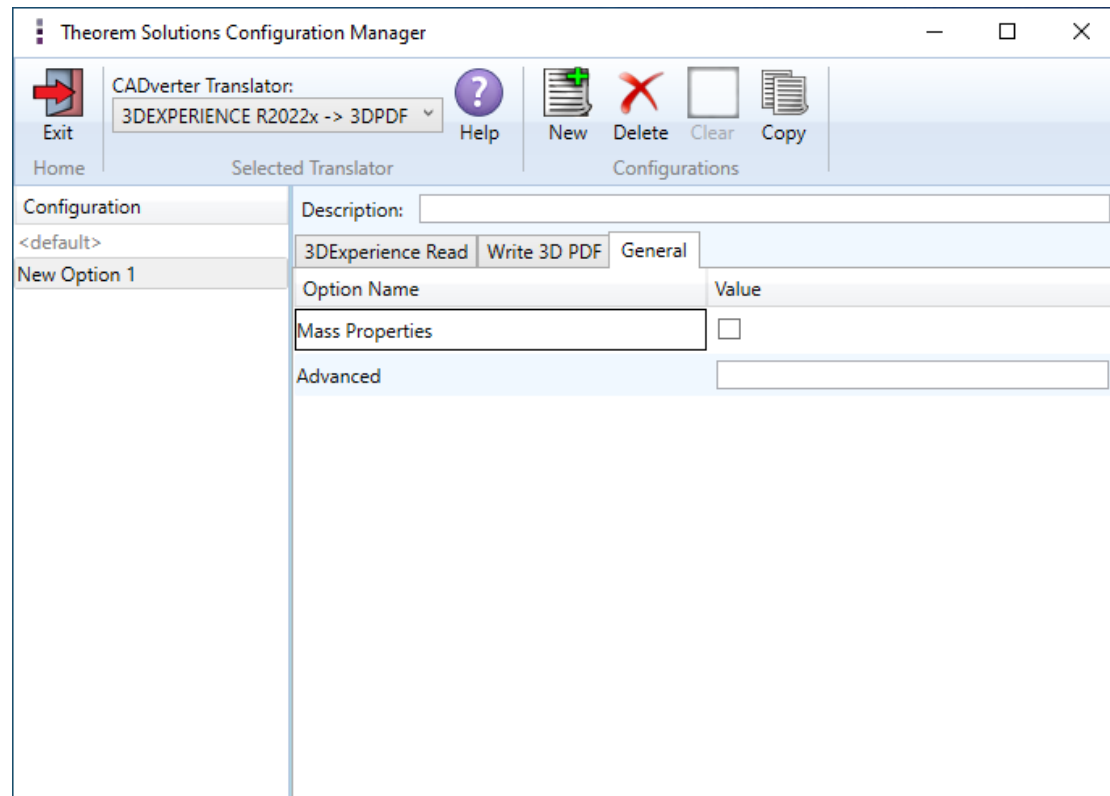 Theorem Solutions Configuration Manager
CADverter Translator:
3DEXPERIENCE R2022x -> 3DPDF
Exit
Help
New
Delete
Clear
Copy
Home
Selected Translator
Configurations
Configuration
Description:
<default>
New Option 1
3DExperience Read
Write 3D PDF
General
Option Name
Value
Mass Properties
Advanced